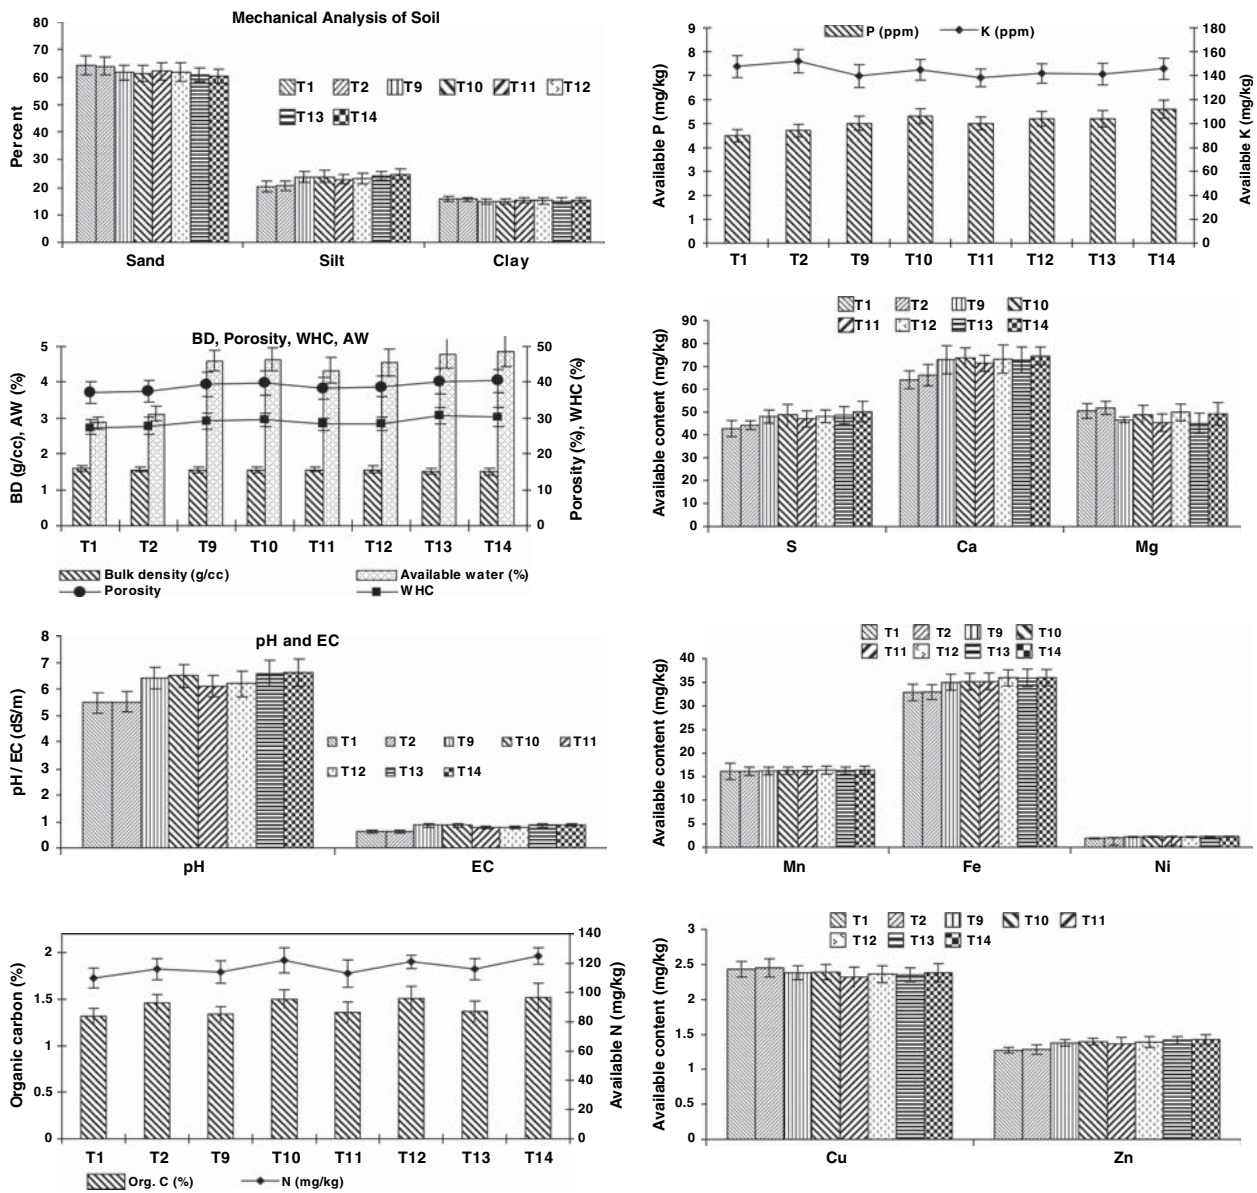 Mechanical Analysis of Soil
80
70
60
50
40
30
20
10
0
Percent
T1 T2 T9 T10 T11 T12
T13 T14
Sand Silt Clay
P (ppm) K (ppm)
9
8
7
6
5
4
3
2
1
0
Available P (mg/kg)
180
160
140
120
100
80
60
40
20
0
Available K (mg/kg)
T1 T2 T9 T10 T11 T12 T13 T14
BD, Porosity, WHC, AW
5
4
3
2
1
0
BD (g/cc), AW (%)
50
40
30
20
10
0
Porosity (%), WHC (%)
T1 T2 T9 T10 T11 T12 T13 T14
Bulk density (g/cc) Available water (%)
Porosity WHC
T1 T2 T9 T10
T11 T12 T13 T14
90
80
70
60
50
40
30
20
10
0
Available content (mg/kg)
S Ca Mg
pH and EC
8
7
6
5
4
3
2
1
0
pH / EC (dS/m)
T1 T2 T9 T10 T11
T12 T13 T14
pH EC
T1 T2 T9 T10
T11 T12 T13 T14
40
35
30
25
20
15
10
5
0
Available content (mg/kg)
Mn Fe Ni
2
1.5
1
0.5
0
Organic carbon (%)
140
120
100
80
60
40
20
0
Available N (mg/kg)
T1 T2 T9 T10 T11 T12 T13 T14
Org. C (%) N (mg/kg)
T1 T2 T9 T10 T11
T12 T13 T14
3
2.5
2
1.5
1
0.5
0
Available content (mg/kg)
Cu Zn